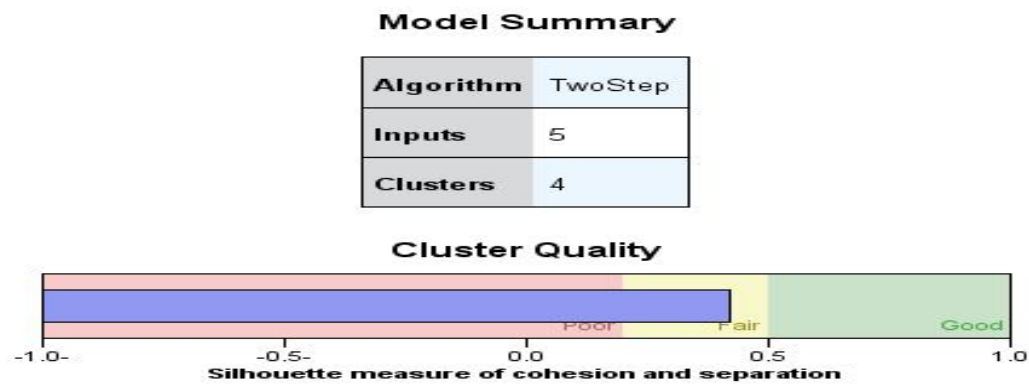 Model Summary
Algorithm TwoStep
Inputs 5
Clusters 4
Cluster Quality
Poor Fair Good
-1.0- -0.5- 0.0 0.5 1.0
Silhouette measure of cohesion and separation